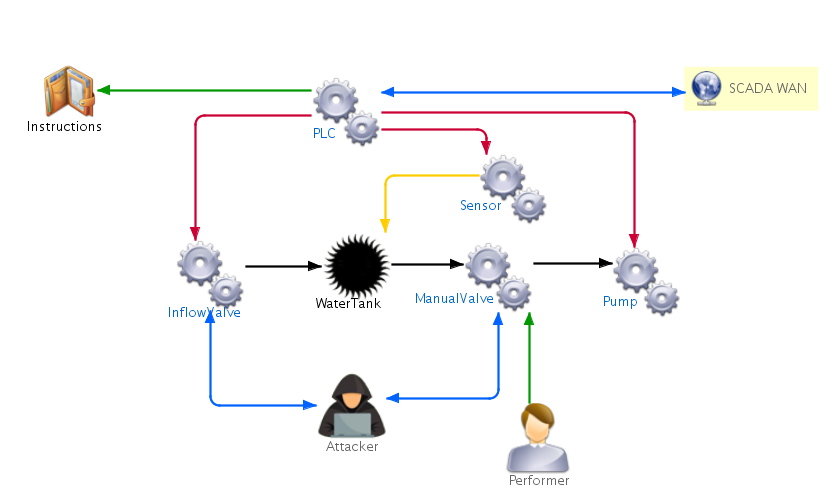 SCADA WAN
Instructions
PLC
Sensor
InflowValve
WaterTank
ManualValve
Pump
Attacker
Performer